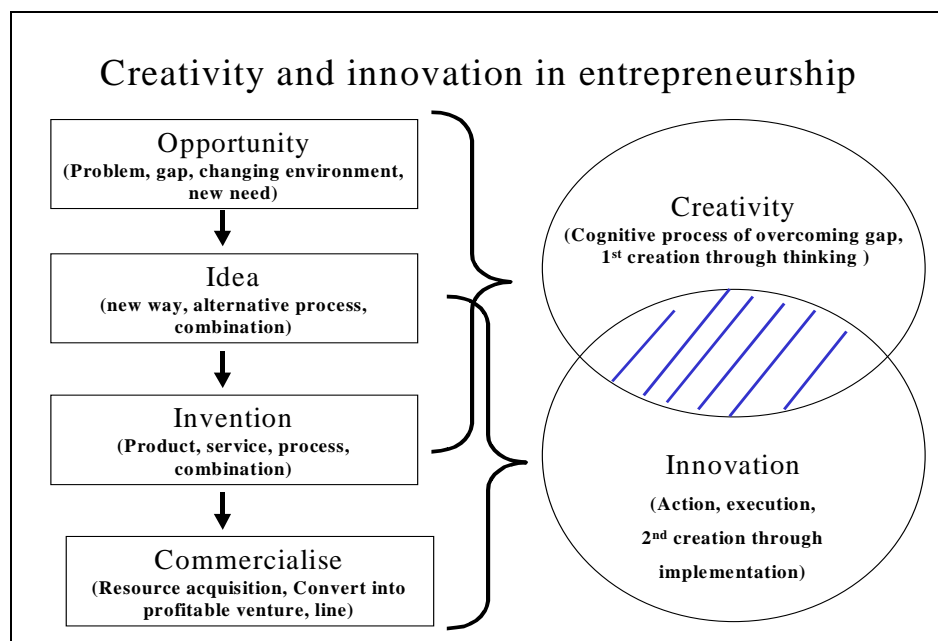 Creativity and innovation in entrepreneurship
Opportunity
(Problem, gap, changing environment,
new need)
Idea
(new way, alternative process,
combination)
Invention
(Product, service, process,
combination)
Commercialise
(Resource acquisition, Convert into
profitable venture, line)
Creativity
(Cognitive process of overcoming gap,
1st creation through thinking )
Innovation
(Action, execution,
2nd creation through
implementation)